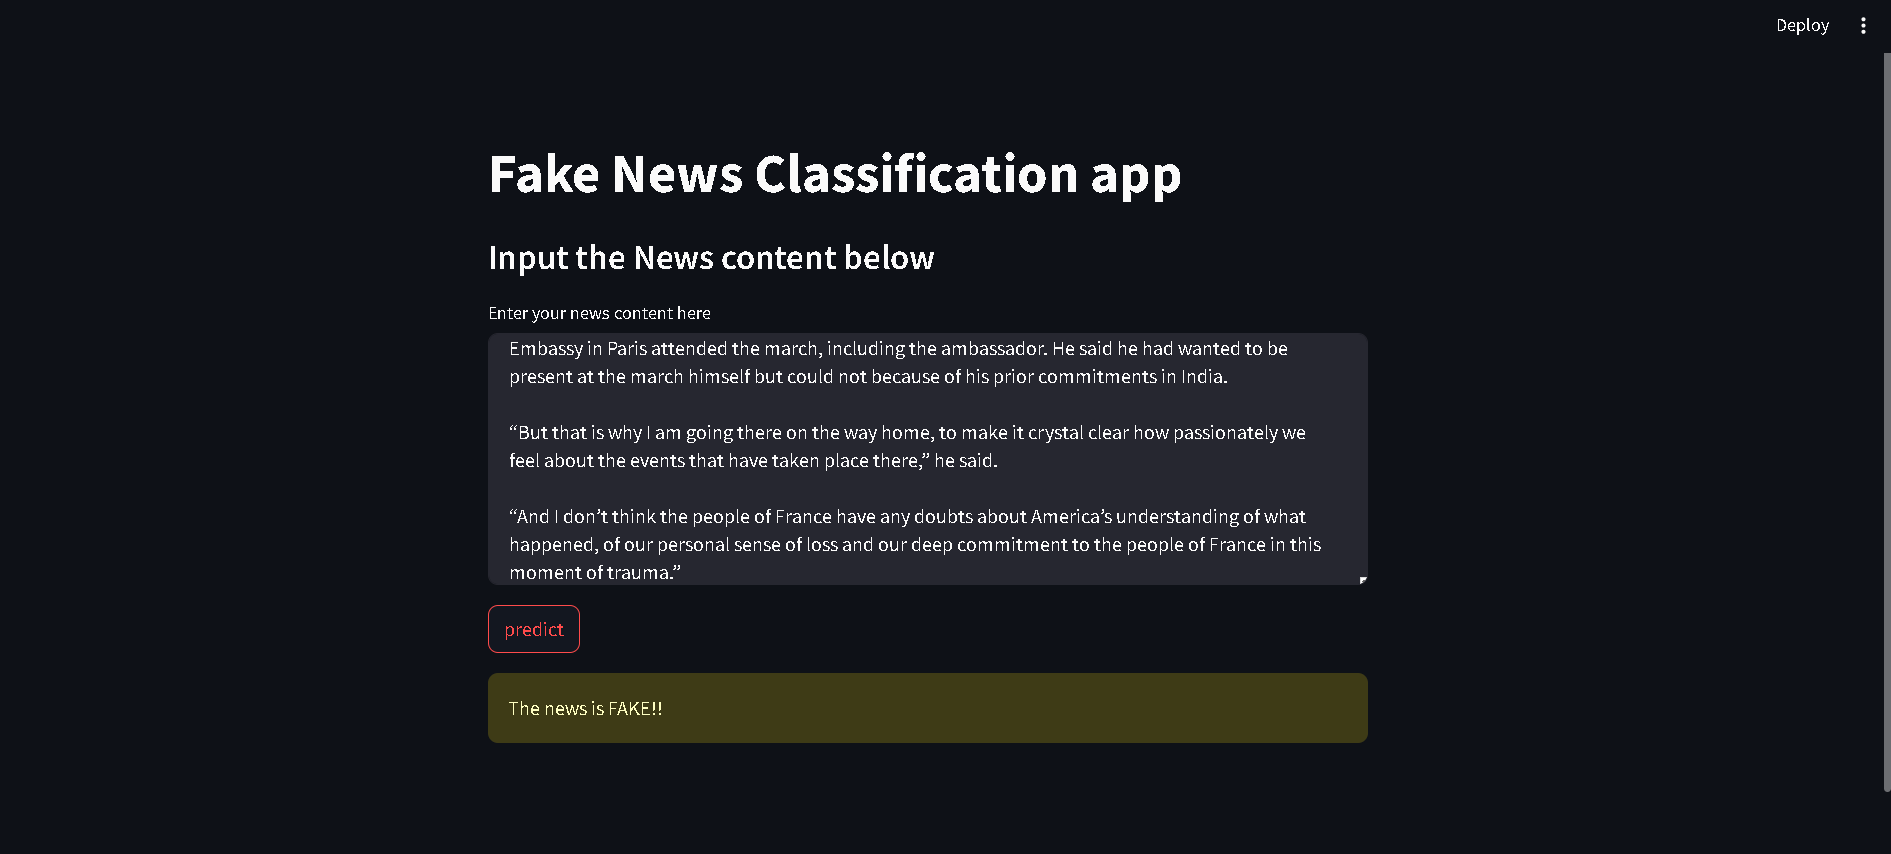 Deploy
Fake News Classification app
Input the News content below
Enter your news content here
Embassy in Paris attended the march, including the ambassador. He said he had wanted to be
present at the march himself but could not because of his prior commitments in India.
“But that is why I am going there on the way home, to make it crystal clear how passionately we
feel about the events that have taken place there,” he said.
“And I don’t think the people of France have any doubts about America’s understanding of what
happened, of our personal sense of loss and our deep commitment to the people of France in this
moment of trauma.”
predict
The news is FAKE!!